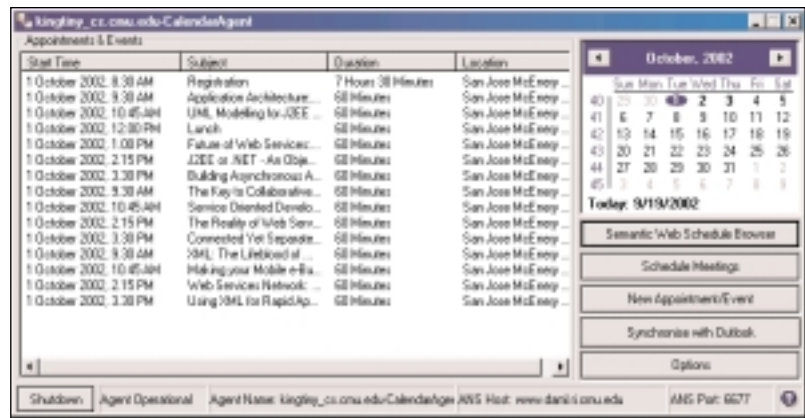 kingtiny_cs.cmu.edu-CalendarAgent
Appointments & Events
Start Time Subject Duration Location
1 October 2002, 8.30 AM Registration 7 Hours 30 Minutes San Jose McEnery ...
1 October 2002, 9.30 AM Application Architecture:... 60 Minutes San Jose McEnery ...
1 October 2002, 10.45 AM UML Modelling for J2EE ... 60 Minutes San Jose McEnery ...
1 October 2002, 12.00 PM Lunch 60 Minutes San Jose McEnery ...
1 October 2002, 1.00 PM Future of Web Services:... 60 Minutes San Jose McEnery ...
1 October 2002, 2.15 PM J2EE or .NET - An Obje... 60 Minutes San Jose McEnery ...
1 October 2002, 3.30 PM Building Asynchronous A... 60 Minutes San Jose McEnery ...
1 October 2002, 9.30 AM The Key to Collaborative... 60 Minutes San Jose McEnery ...
1 October 2002, 10.45 AM Service Oriented Develo... 60 Minutes San Jose McEnery ...
1 October 2002, 2.15 PM The Reality of Web Serv... 60 Minutes San Jose McEnery ...
1 October 2002, 3.30 PM Connected Yet Separate... 60 Minutes San Jose McEnery ...
1 October 2002, 9.30 AM XML: The Lifeblood of ... 60 Minutes San Jose McEnery ...
1 October 2002, 10.45 AM Making your Mobile e-Bu... 60 Minutes San Jose McEnery ...
1 October 2002, 2.15 PM Web Services Network: ... 60 Minutes San Jose McEnery ...
1 October 2002, 3.30 PM Using XML for Rapid Ap... 60 Minutes San Jose McEnery ...
October, 2002
Sun Mon Tue Wed Thu Fri Sat
40 29 30 1 2 3 4 5
41 6 7 8 9 10 11 12
42 13 14 15 16 17 18 19
43 20 21 22 23 24 25 26
44 27 28 29 30 31 1 2
45 3 4 5 6 7 8 9
Today: 9/19/2002
Semantic Web Schedule Browser
Schedule Meetings
New Appointment/Event
Synchronise with Outlook
Options
Shutdown Agent Operational Agent Name: kingtiny_cs.cmu.edu-CalendarAgen ANS Host: www.daml.ri.cmu.edu ANS Port: 6677